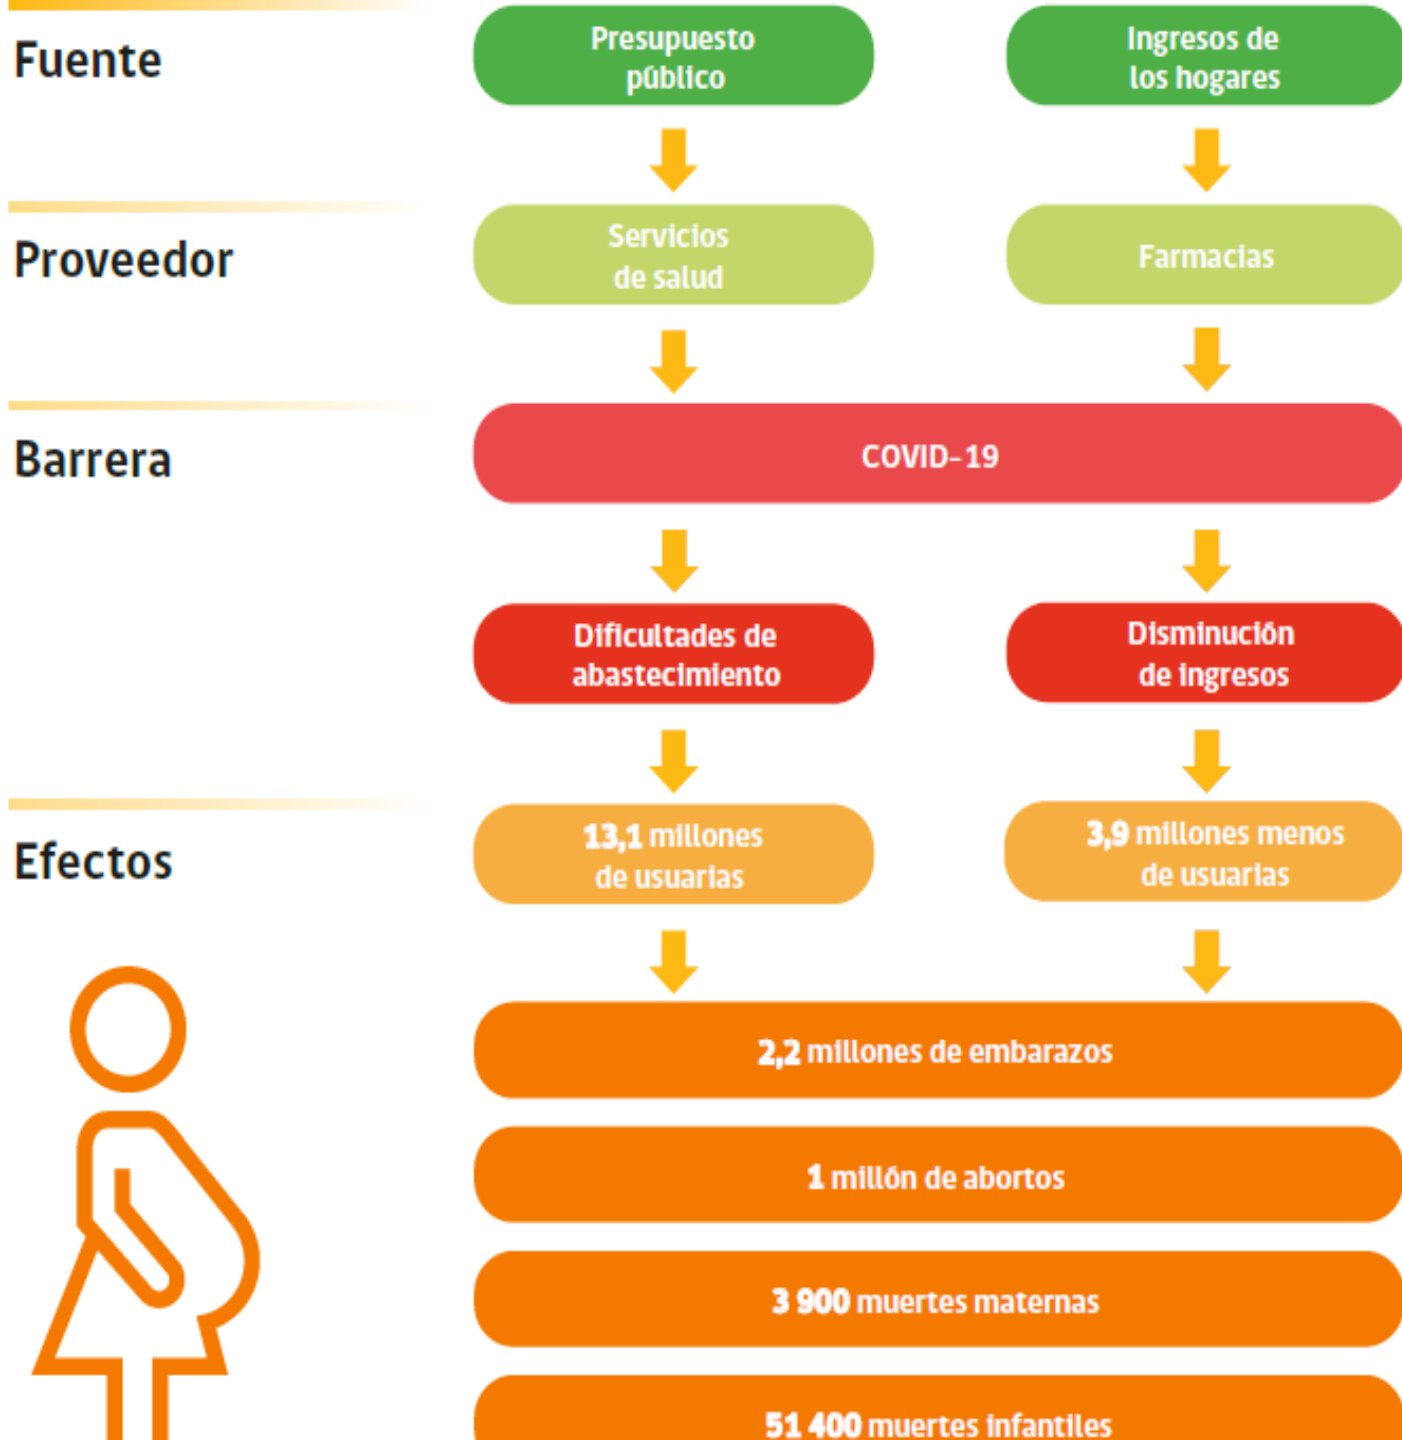 Fuente
Presupuesto
público
Ingresos de
los hogares
Proveedor
Servicios
de salud
Farmacias
Barrera
COVID-19
Dificultades de
abastecimiento
Disminución
de ingresos
Efectos
13,1 millones
de usuarias
3,9 millones menos
de usuarias
2,2 millones de embarazos
1 millón de abortos
3 900 muertes maternas
51 400 muertes infantiles